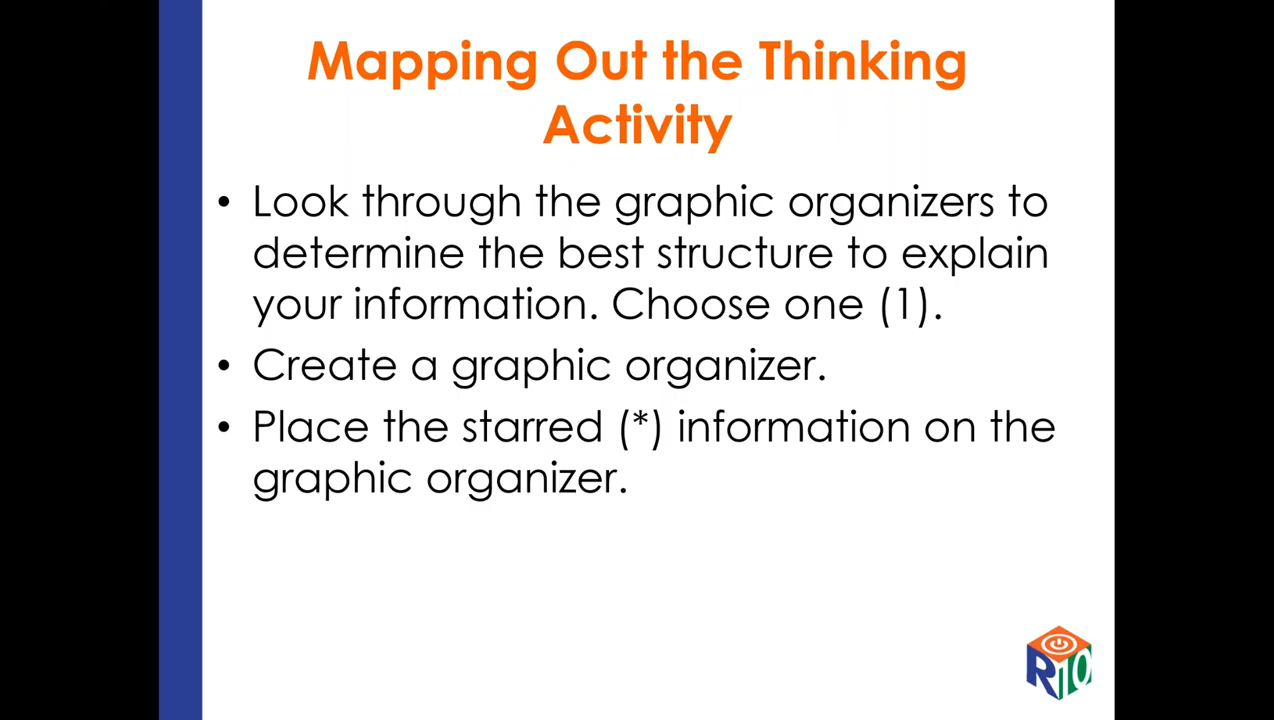 Mapping Out the Thinking
Activity
• Look through the graphic organizers to
determine the best structure to explain
your information. Choose one (1).
• Create a graphic organizer.
• Place the starred (*) information on the
graphic organizer.
R10